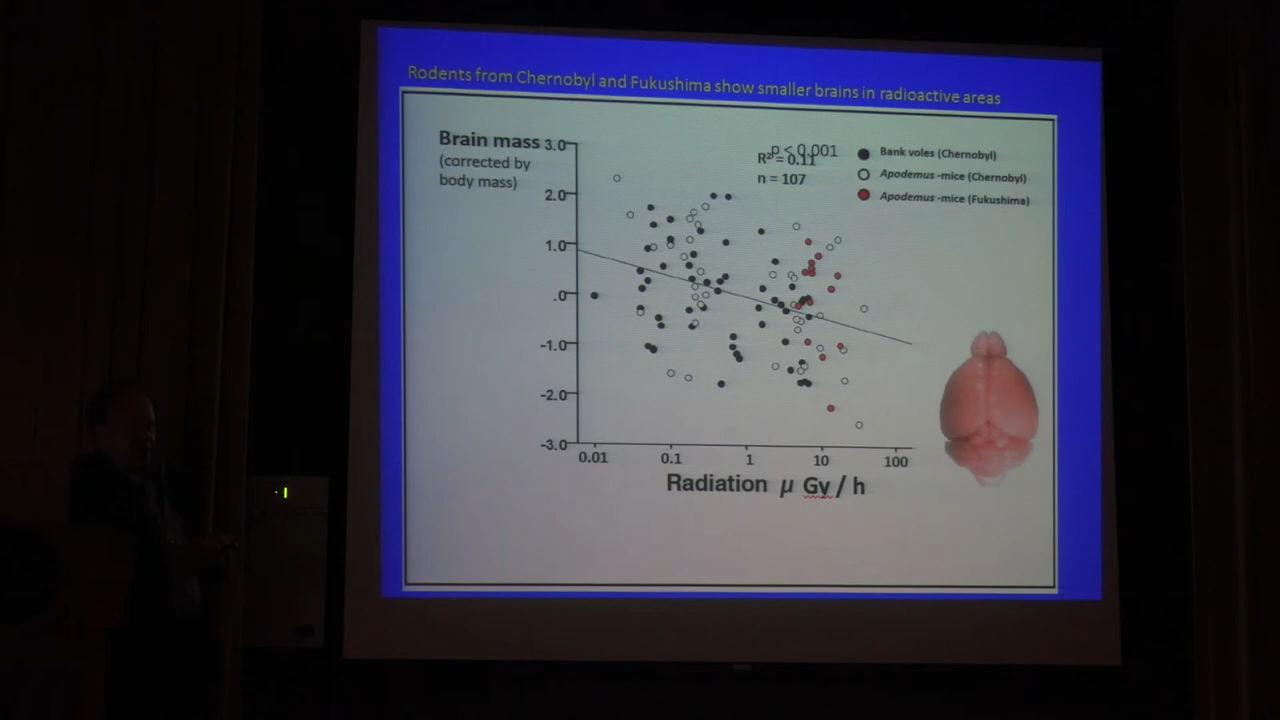 Rodents from Chernobyl and Fukushima show smaller brains in radioactive areas
Brain mass
(corrected by
body mass)
3.0
2.0
1.0
.0
-1.0
-2.0
-3.0
p < 0.001
R² = 0.11
n = 107
Bank voles (Chernobyl)
Apodemus -mice (Chernobyl)
Apodemus -mice (Fukushima)
0.01 0.1 1 10 100
Radiation μ Gy / h